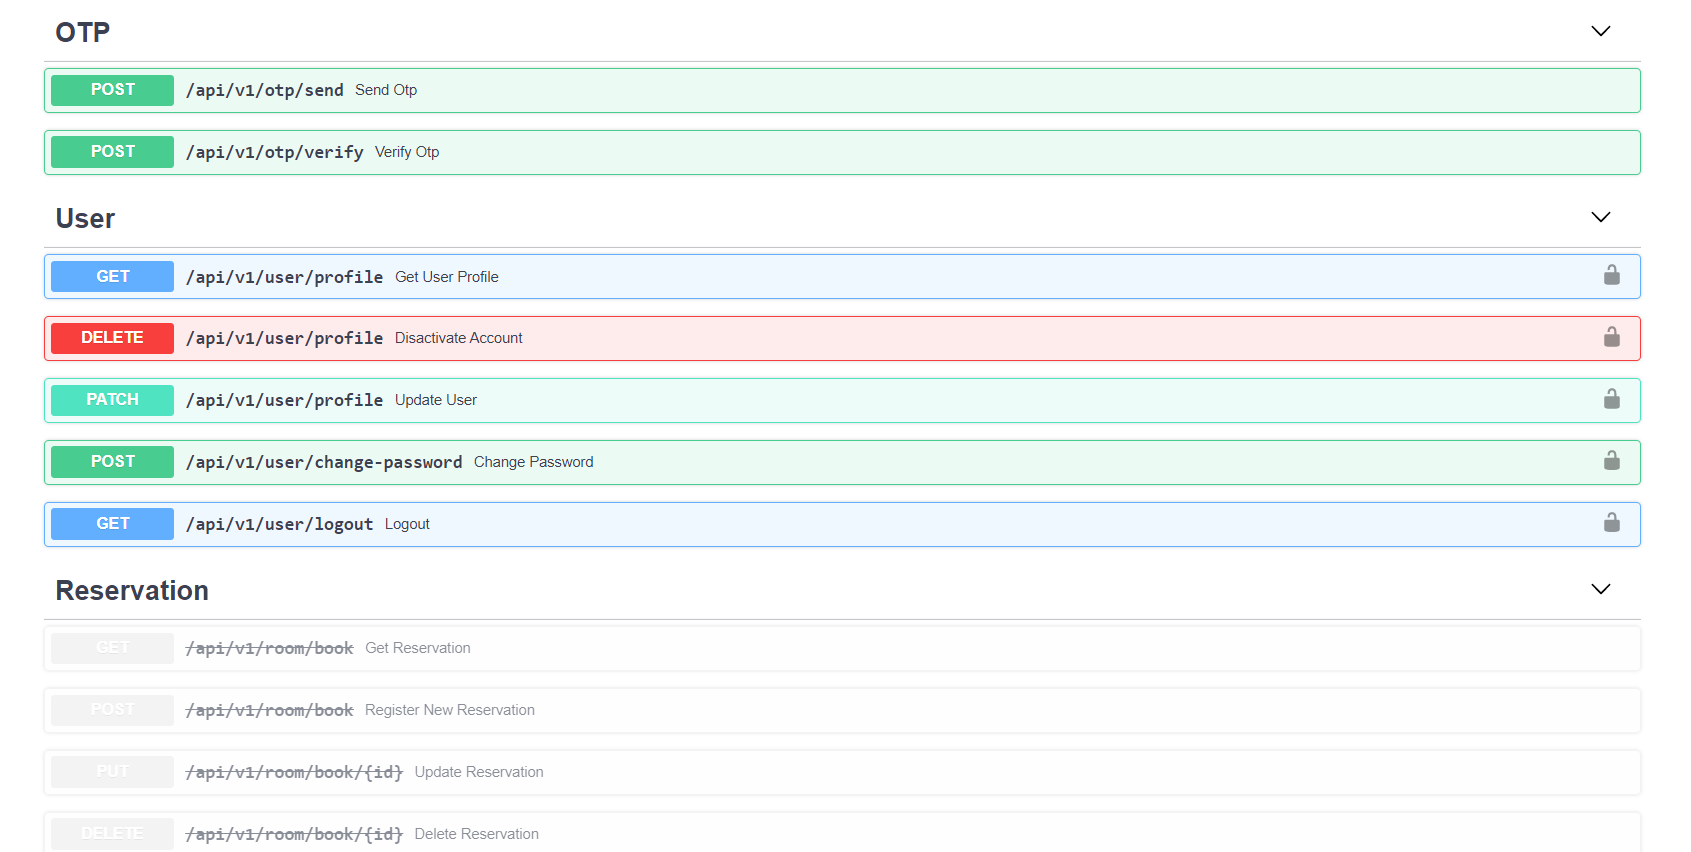 OTP
POST /api/v1/otp/send Send Otp
POST /api/v1/otp/verify Verify Otp
User
GET /api/v1/user/profile Get User Profile
DELETE /api/v1/user/profile Disactivate Account
PATCH /api/v1/user/profile Update User
POST /api/v1/user/change-password Change Password
GET /api/v1/user/logout Logout
Reservation
GET /api/v1/room/book Get Reservation
POST /api/v1/room/book Register New Reservation
PUT /api/v1/room/book/{id} Update Reservation
DELETE /api/v1/room/book/{id} Delete Reservation